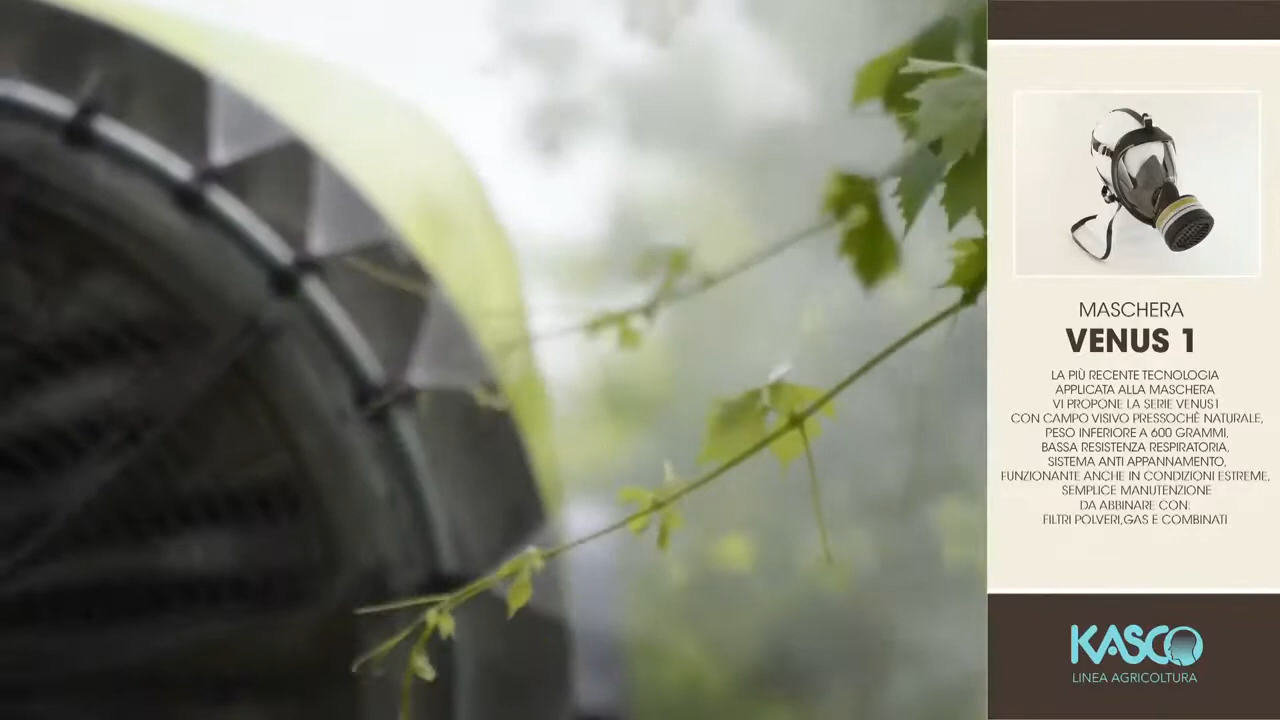 MASCHERA
VENUS 1
LA PIÙ RECENTE TECNOLOGIA
APPLICATA ALLA MASCHERA
VI PROPONE LA SERIE VENUS 1
CON CAMPO VISIVO PRESSOCHÈ NATURALE,
PESO INFERIORE A 600 GRAMMI,
BASSA RESISTENZA RESPIRATORIA,
SISTEMA ANTI APPANNAMENTO,
FUNZIONANTE ANCHE IN CONDIZIONI ESTREME,
SEMPLICE MANUTENZIONE
DA ABBINARE CON:
FILTRI POLVERI,GAS E COMBINATI
KASCO
LINEA AGRICOLTURA